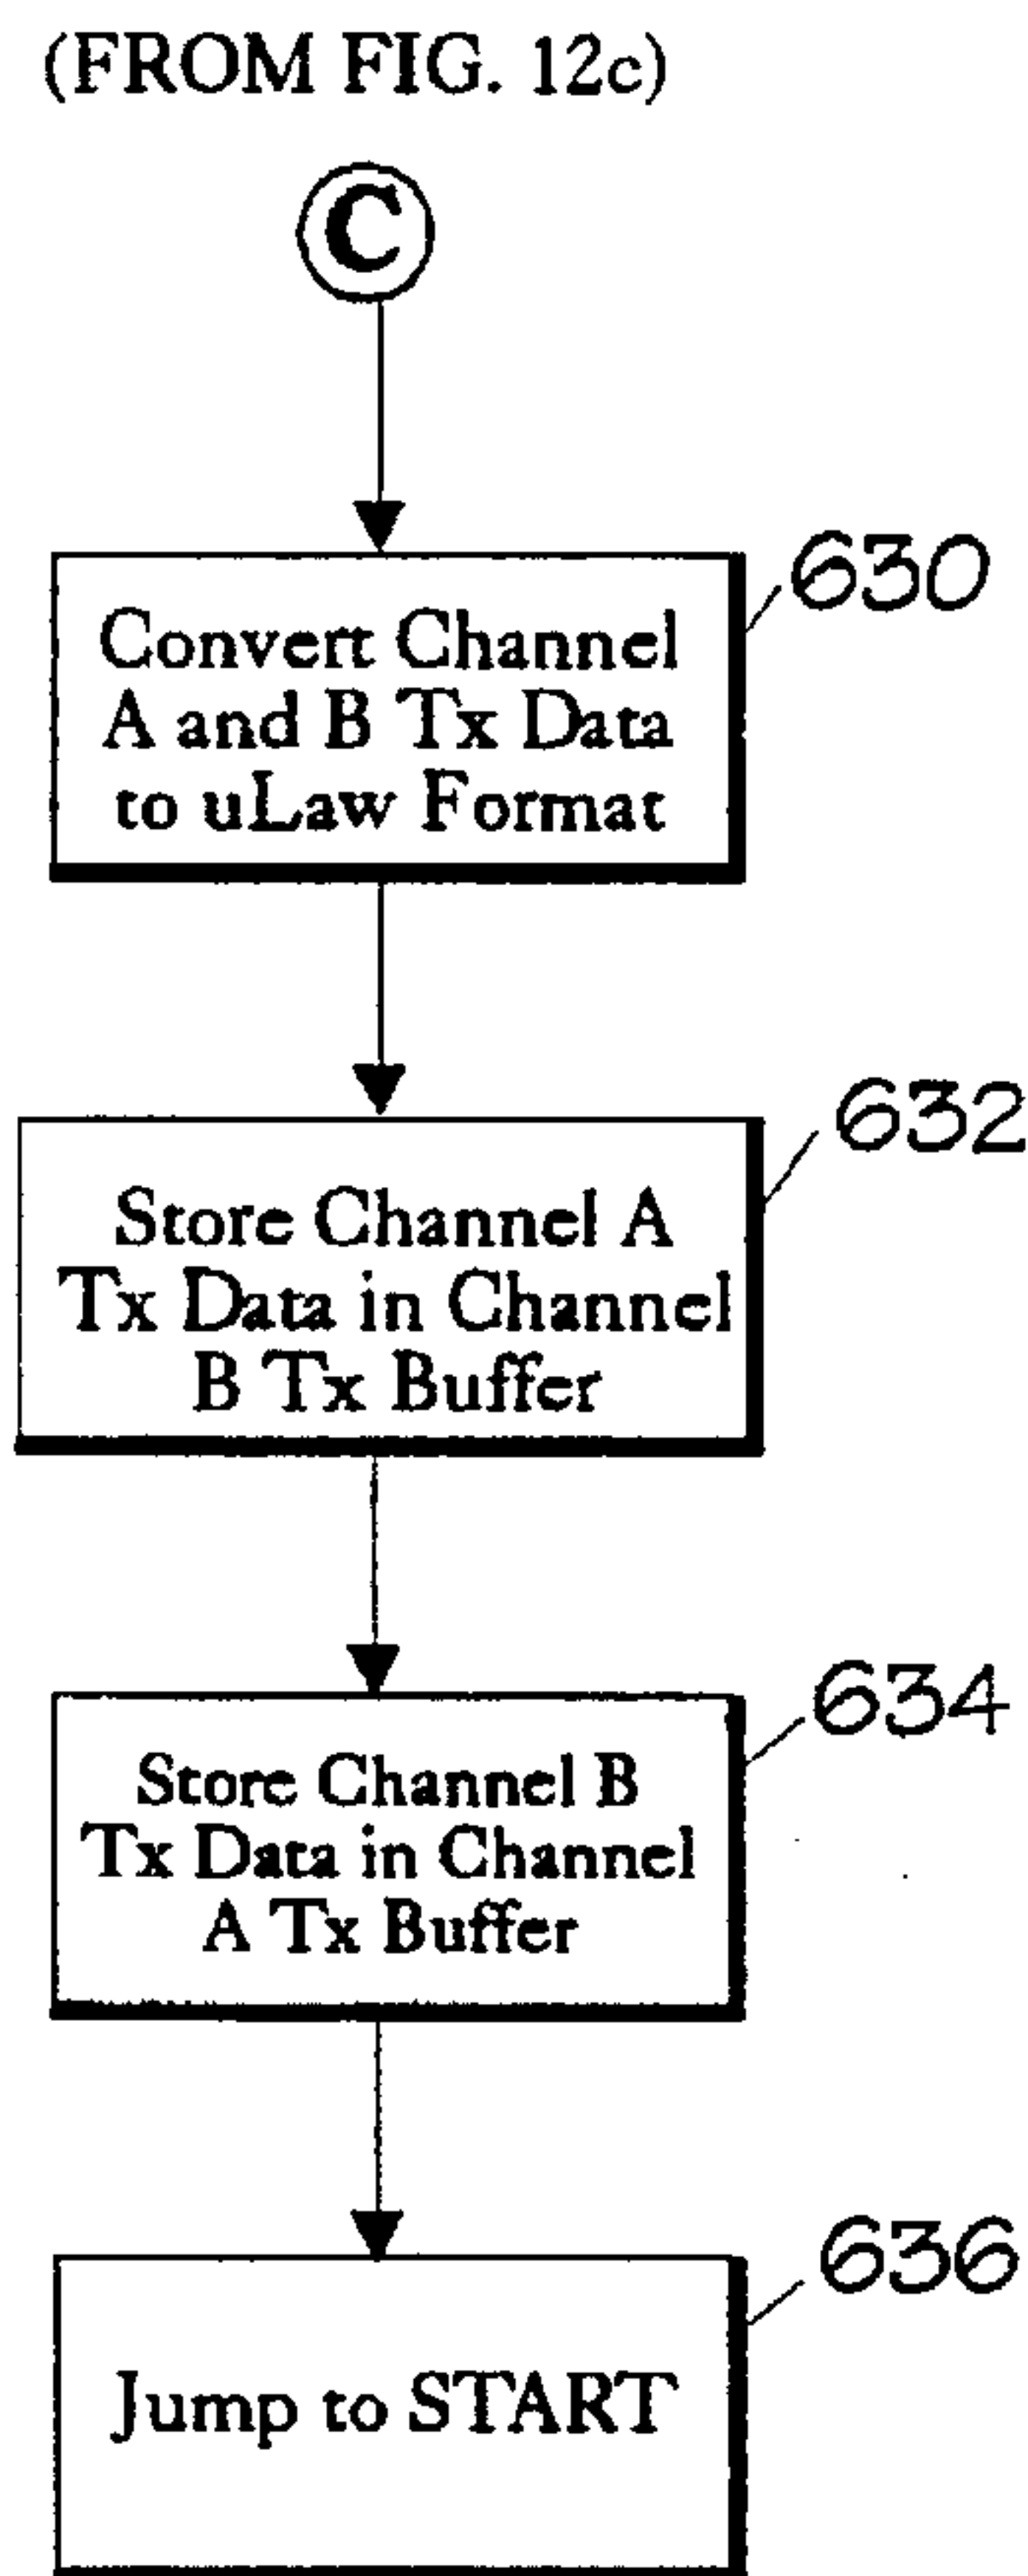 (FROM FIG. 12c)
C
630
Convert Channel
A and B Tx Data
to uLaw Format
632
Store Channel A
Tx Data in Channel
B Tx Buffer
634
Store Channel B
Tx Data in Channel
A Tx Buffer
636
Jump to START